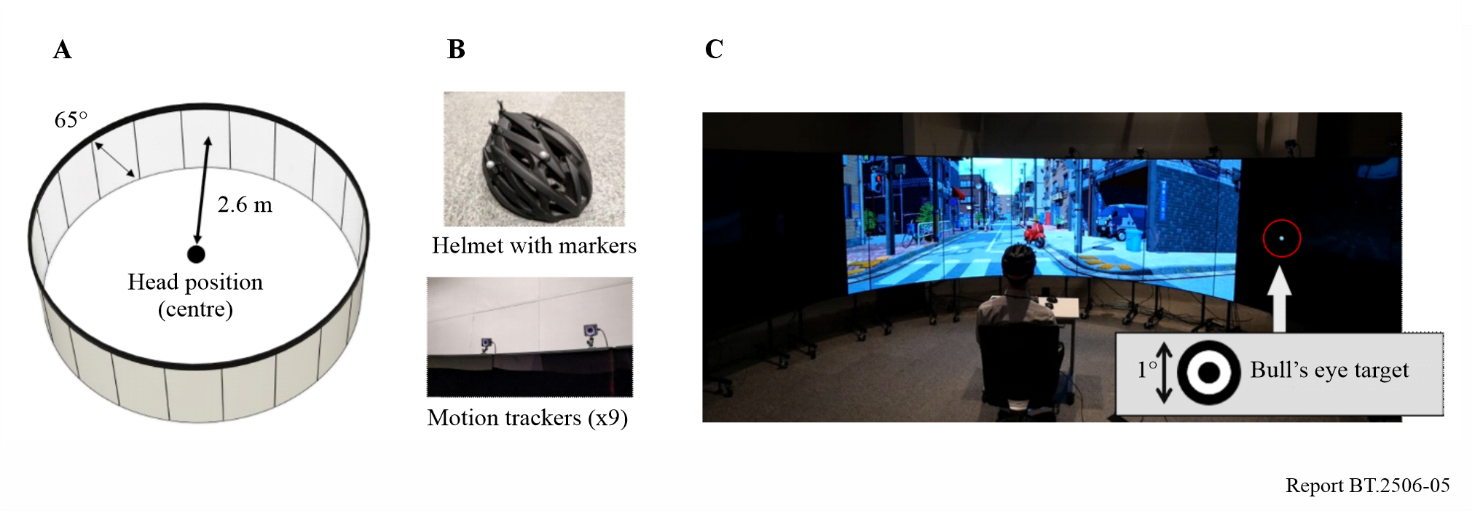 A
B
C
65°
2.6 m
Head position
(centre)
Helmet with markers
Motion trackers (x9)
1°
Bull's eye target
Report BT.2506-05